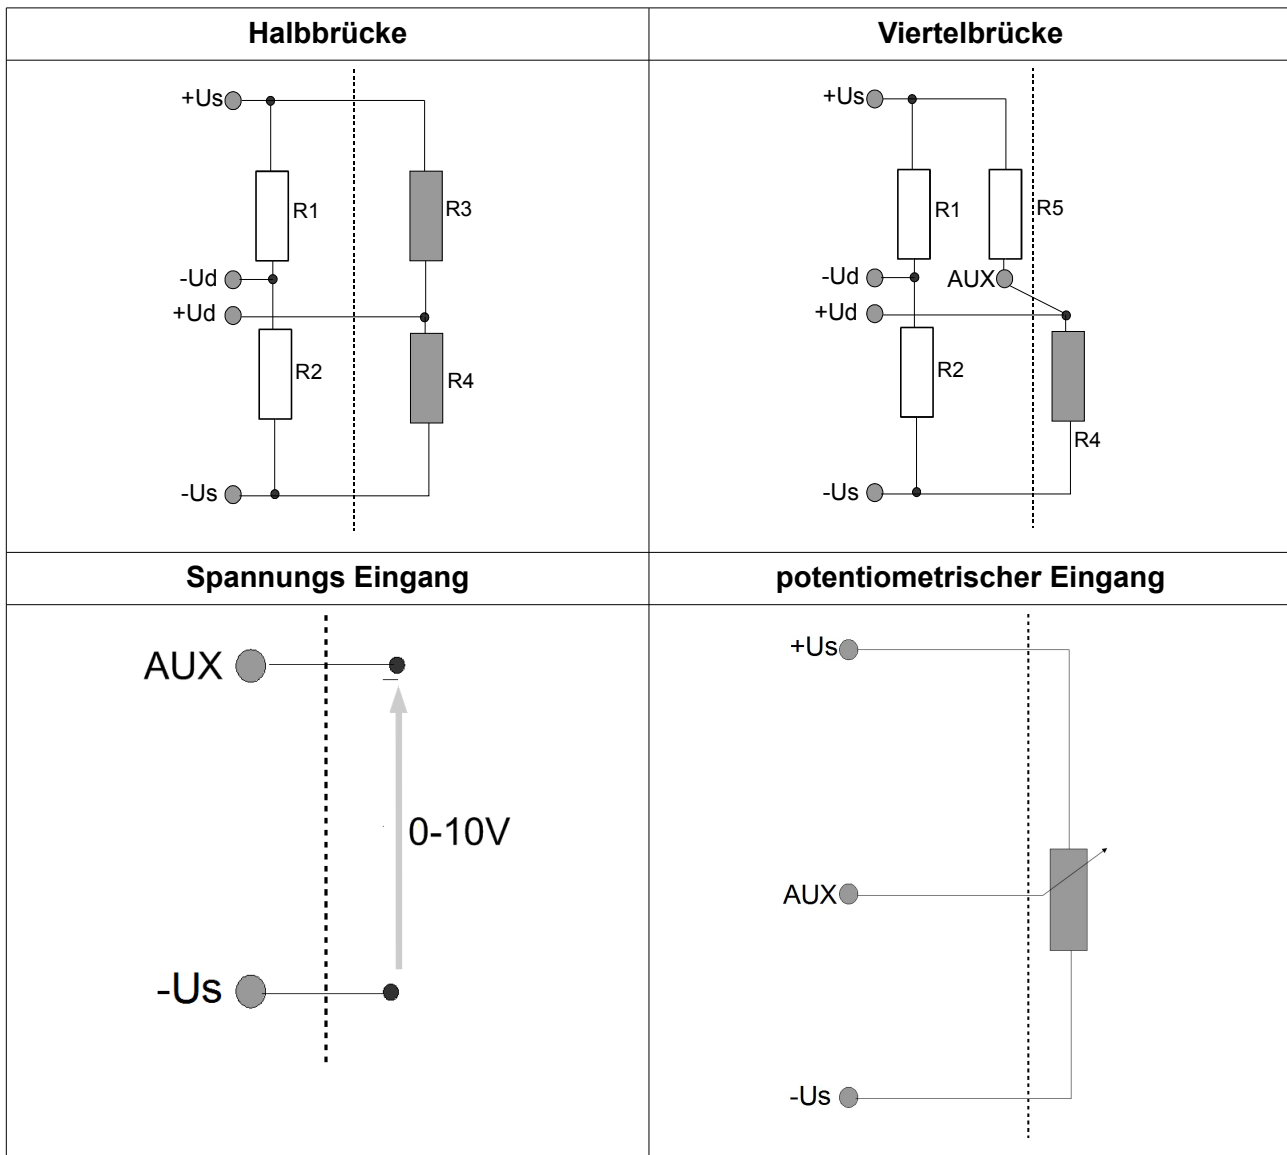 Halbbrücke
+Us
R1
R3
-Ud
+Ud
R2
R4
-Us
Viertelbrücke
+Us
R1
R5
-Ud
AUX
+Ud
R2
R4
-Us
Spannungs Eingang
AUX
0-10V
-Us
potentiometrischer Eingang
+Us
AUX
-Us